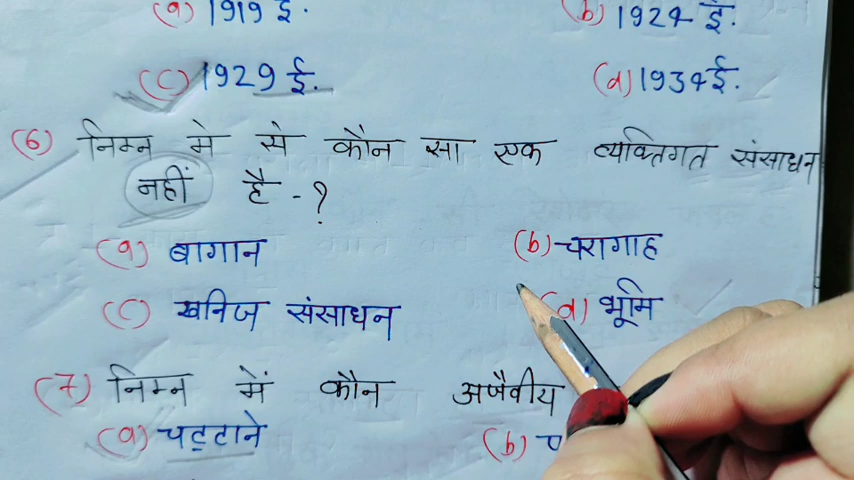 (a) 1919 ई. (b) 1924 ई.
(c) 1929 ई. (d) 1934 ई.
(6) निम्न मे से कौन सा एक व्यक्तिगत संसाधन
नहीं है - ?
(a) बागान (b) चरागाह
(c) खनिज संसाधन (d) भूमि
(7) निम्न में कौन अजैवीय
(a) चट्टाने (b)